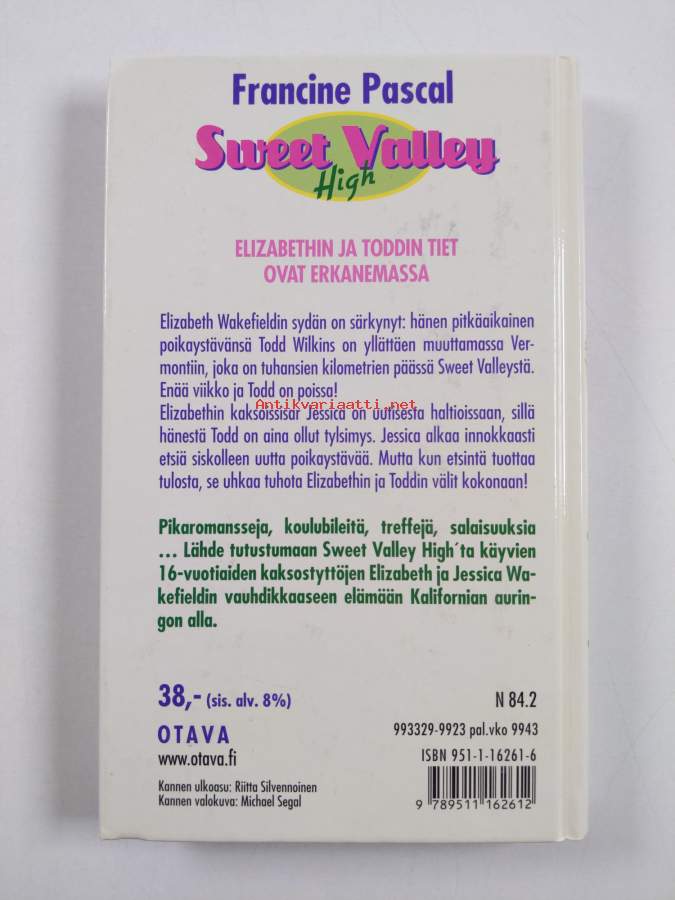 Francine Pascal
Sweet Valley
High
ELIZABETHIN JA TODDIN TIET
OVAT ERKANEMASSA
Elizabeth Wakefieldin sydän on särkynyt: hänen pitkäaikainen
poikaystävänsä Todd Wilkins on yllättäen muuttamassa Ver-
montiin, joka on tuhansien kilometrien päässä Sweet Valleystä.
Enää viikko ja Todd on poissa!
Antikvariaatti.net
Elizabethin kaksoissisar Jessica on uutisesta haltioissaan, sillä
hänestä Todd on aina ollut tylsimys. Jessica alkaa innokkaasti
etsiä siskolleen uutta poikaystävää. Mutta kun etsintä tuottaa
tulosta, se uhkaa tuhota Elizabethin ja Toddin välit kokonaan!
Pikaromansseja, koulubileitä, treffejä, salaisuuksia
... Lähde tutustumaan Sweet Valley High´ta käyvien
16-vuotiaiden kaksostyttöjen Elizabeth ja Jessica Wa-
kefieldin vauhdikkaaseen elämään Kalifornian aurin-
gon alla.
38,- (sis. alv. 8%)
N 84.2
OTAVA
993329-9923 pal.vko 9943
www.otava.fi
ISBN 951-1-16261-6
Kannen ulkoasu: Riitta Silvennoinen
Kannen valokuva: Michael Segal
9 789511 162612